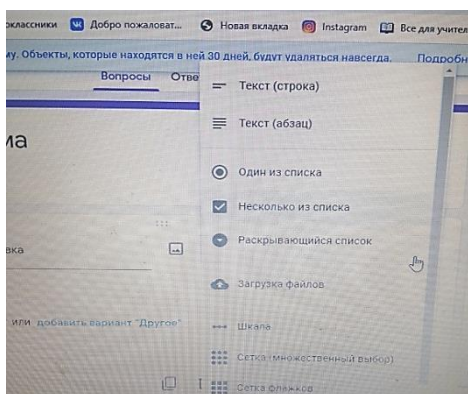 оклассники Добро пожаловат... Новая вкладка Instagram Все для учител
му. Объекты, которые находятся в ней 30 дней, будут удаляться навсегда. Подробн
Вопросы Отве
Текст (строка)
Текст (абзац)
ма
Один из списка
Несколько из списка
Раскрывающийся список
вка
Загрузка файлов
или добавить вариант "Другое"
Шкала
Сетка (множественный выбор)
Сетка флажков